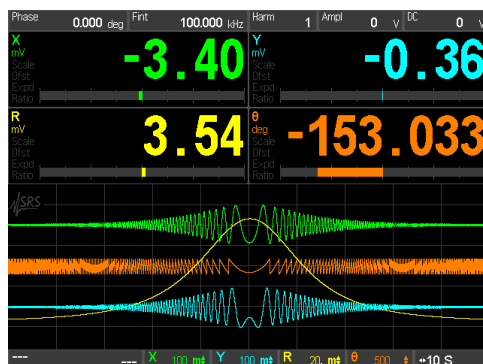 Phase 0.000 deg Fint 100.000 kHz Harm 1 Ampl 0 V DC 0 V
X mV Scale Ofst Expd Ratio -3.40
Y mV Scale Ofst Expd Ratio -0.36
R mV Scale Ofst Expd Ratio 3.54
θ deg Scale Ofst Expd Ratio -153.033
SRS
--- --- X 100 m Y 100 m R 20. m θ 500 10 S